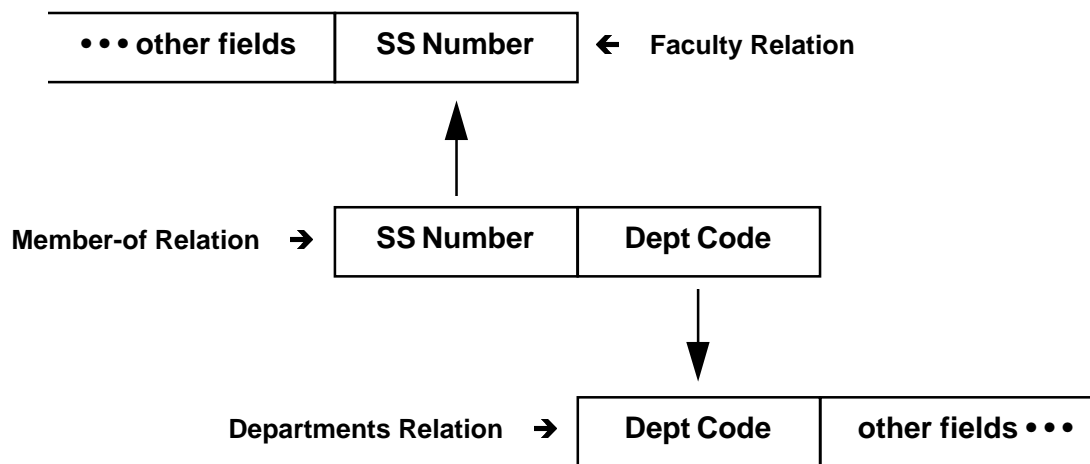 ••• other fields SS Number ← Faculty Relation
Member-of Relation → SS Number Dept Code
Departments Relation → Dept Code other fields •••